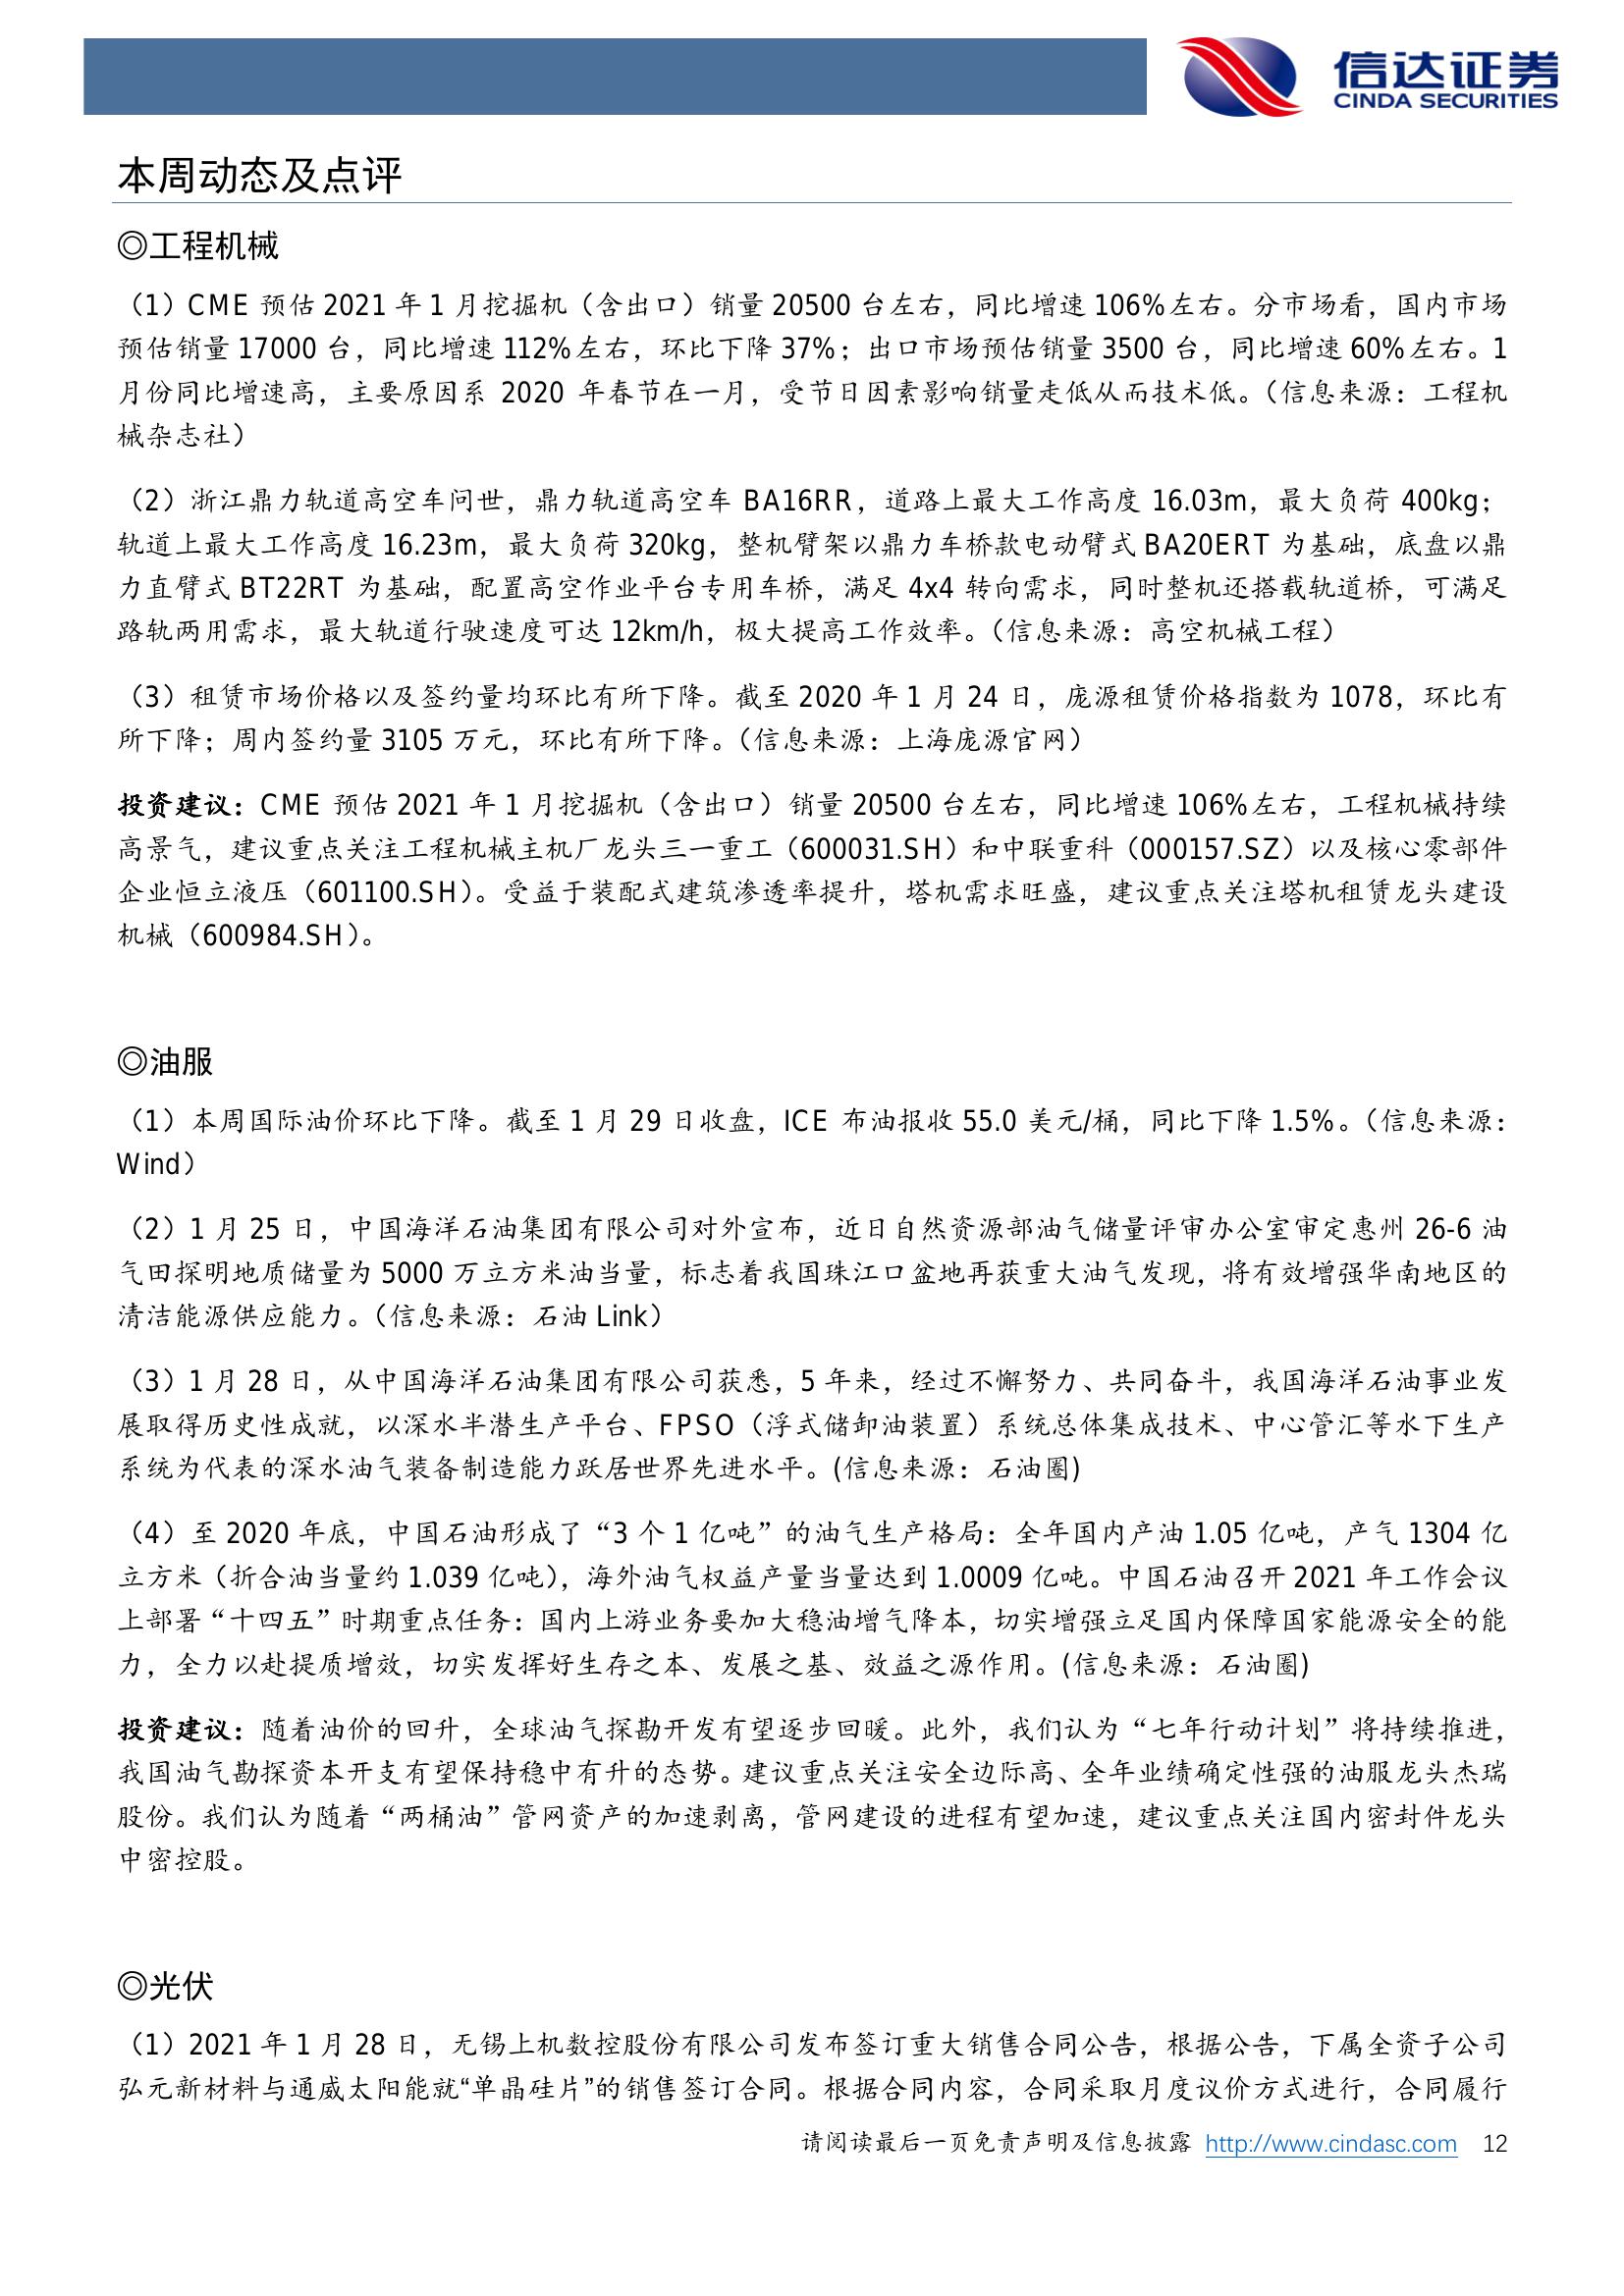 信达证券
CINDA SECURITIES
本周动态及点评
◎工程机械
（1）CME 预估 2021 年 1 月挖掘机（含出口）销量 20500 台左右，同比增速 106%左右。分市场看，国内市场
预估销量 17000 台，同比增速 112%左右，环比下降 37%；出口市场预估销量 3500 台，同比增速 60%左右。1
月份同比增速高，主要原因系 2020 年春节在一月，受节日因素影响销量走低从而技术低。（信息来源：工程机
械杂志社）
（2）浙江鼎力轨道高空车问世，鼎力轨道高空车 BA16RR，道路上最大工作高度 16.03m，最大负荷 400kg；
轨道上最大工作高度 16.23m，最大负荷 320kg，整机臂架以鼎力车桥款电动臂式 BA20ERT 为基础，底盘以鼎
力直臂式 BT22RT 为基础，配置高空作业平台专用车桥，满足 4x4 转向需求，同时整机还搭载轨道桥，可满足
路轨两用需求，最大轨道行驶速度可达 12km/h，极大提高工作效率。（信息来源：高空机械工程）
（3）租赁市场价格以及签约量均环比有所下降。截至 2020 年 1 月 24 日，庞源租赁价格指数为 1078，环比有
所下降；周内签约量 3105 万元，环比有所下降。（信息来源：上海庞源官网）
投资建议：CME 预估 2021 年 1 月挖掘机（含出口）销量 20500 台左右，同比增速 106%左右，工程机械持续
高景气，建议重点关注工程机械主机厂龙头三一重工（600031.SH）和中联重科（000157.SZ）以及核心零部件
企业恒立液压（601100.SH）。受益于装配式建筑渗透率提升，塔机需求旺盛，建议重点关注塔机租赁龙头建设
机械（600984.SH）。
◎油服
（1）本周国际油价环比下降。截至 1 月 29 日收盘，ICE 布油报收 55.0 美元/桶，同比下降 1.5%。（信息来源：
Wind）
（2）1 月 25 日，中国海洋石油集团有限公司对外宣布，近日自然资源部油气储量评审办公室审定惠州 26-6 油
气田探明地质储量为 5000 万立方米油当量，标志着我国珠江口盆地再获重大油气发现，将有效增强华南地区的
清洁能源供应能力。（信息来源：石油 Link）
（3）1 月 28 日，从中国海洋石油集团有限公司获悉，5 年来，经过不懈努力、共同奋斗，我国海洋石油事业发
展取得历史性成就，以深水半潜生产平台、FPSO（浮式储卸油装置）系统总体集成技术、中心管汇等水下生产
系统为代表的深水油气装备制造能力跃居世界先进水平。(信息来源：石油圈)
（4）至 2020 年底，中国石油形成了“3 个 1 亿吨”的油气生产格局：全年国内产油 1.05 亿吨，产气 1304 亿
立方米（折合油当量约 1.039 亿吨），海外油气权益产量当量达到 1.0009 亿吨。中国石油召开 2021 年工作会议
上部署“十四五”时期重点任务：国内上游业务要加大稳油增气降本，切实增强立足国内保障国家能源安全的能
力，全力以赴提质增效，切实发挥好生存之本、发展之基、效益之源作用。(信息来源：石油圈)
投资建议：随着油价的回升，全球油气探勘开发有望逐步回暖。此外，我们认为“七年行动计划”将持续推进，
我国油气勘探资本开支有望保持稳中有升的态势。建议重点关注安全边际高、全年业绩确定性强的油服龙头杰瑞
股份。我们认为随着“两桶油”管网资产的加速剥离，管网建设的进程有望加速，建议重点关注国内密封件龙头
中密控股。
◎光伏
（1）2021 年 1 月 28 日，无锡上机数控股份有限公司发布签订重大销售合同公告，根据公告，下属全资子公司
弘元新材料与通威太阳能就“单晶硅片”的销售签订合同。根据合同内容，合同采取月度议价方式进行，合同履行
请阅读最后一页免责声明及信息披露 http://www.cindasc.com 12